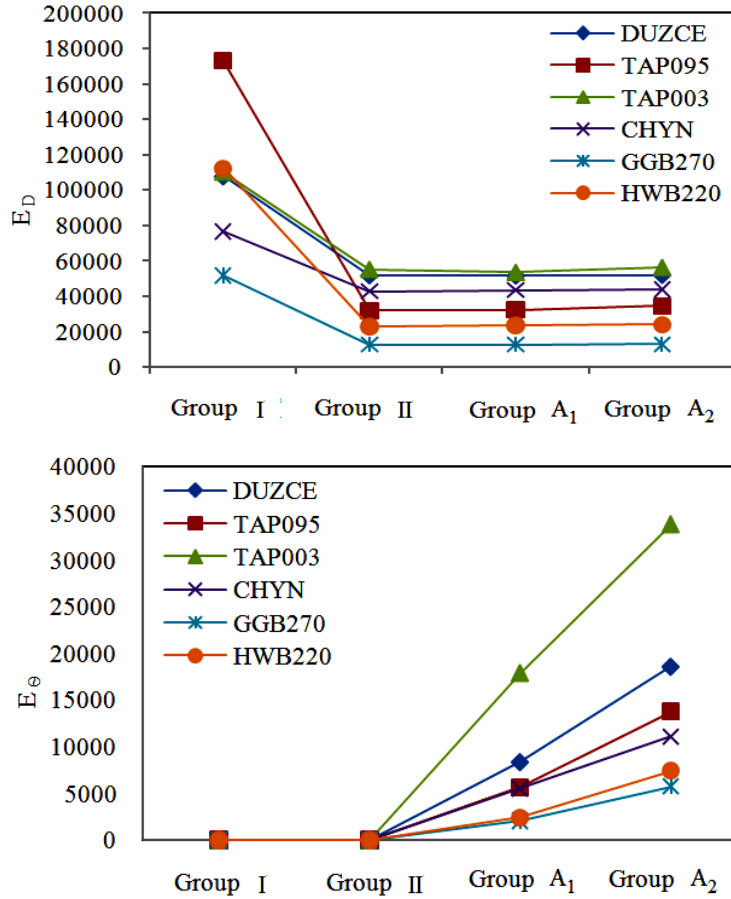 200000
180000
160000
140000
120000
100000
80000
60000
40000
20000
0
E_D
DUZCE
TAP095
TAP003
CHYN
GGB270
HWB220
Group I Group II Group A₁ Group A₂
40000
35000
30000
25000
20000
15000
10000
5000
0
E_Θ
DUZCE
TAP095
TAP003
CHYN
GGB270
HWB220
Group I Group II Group A₁ Group A₂